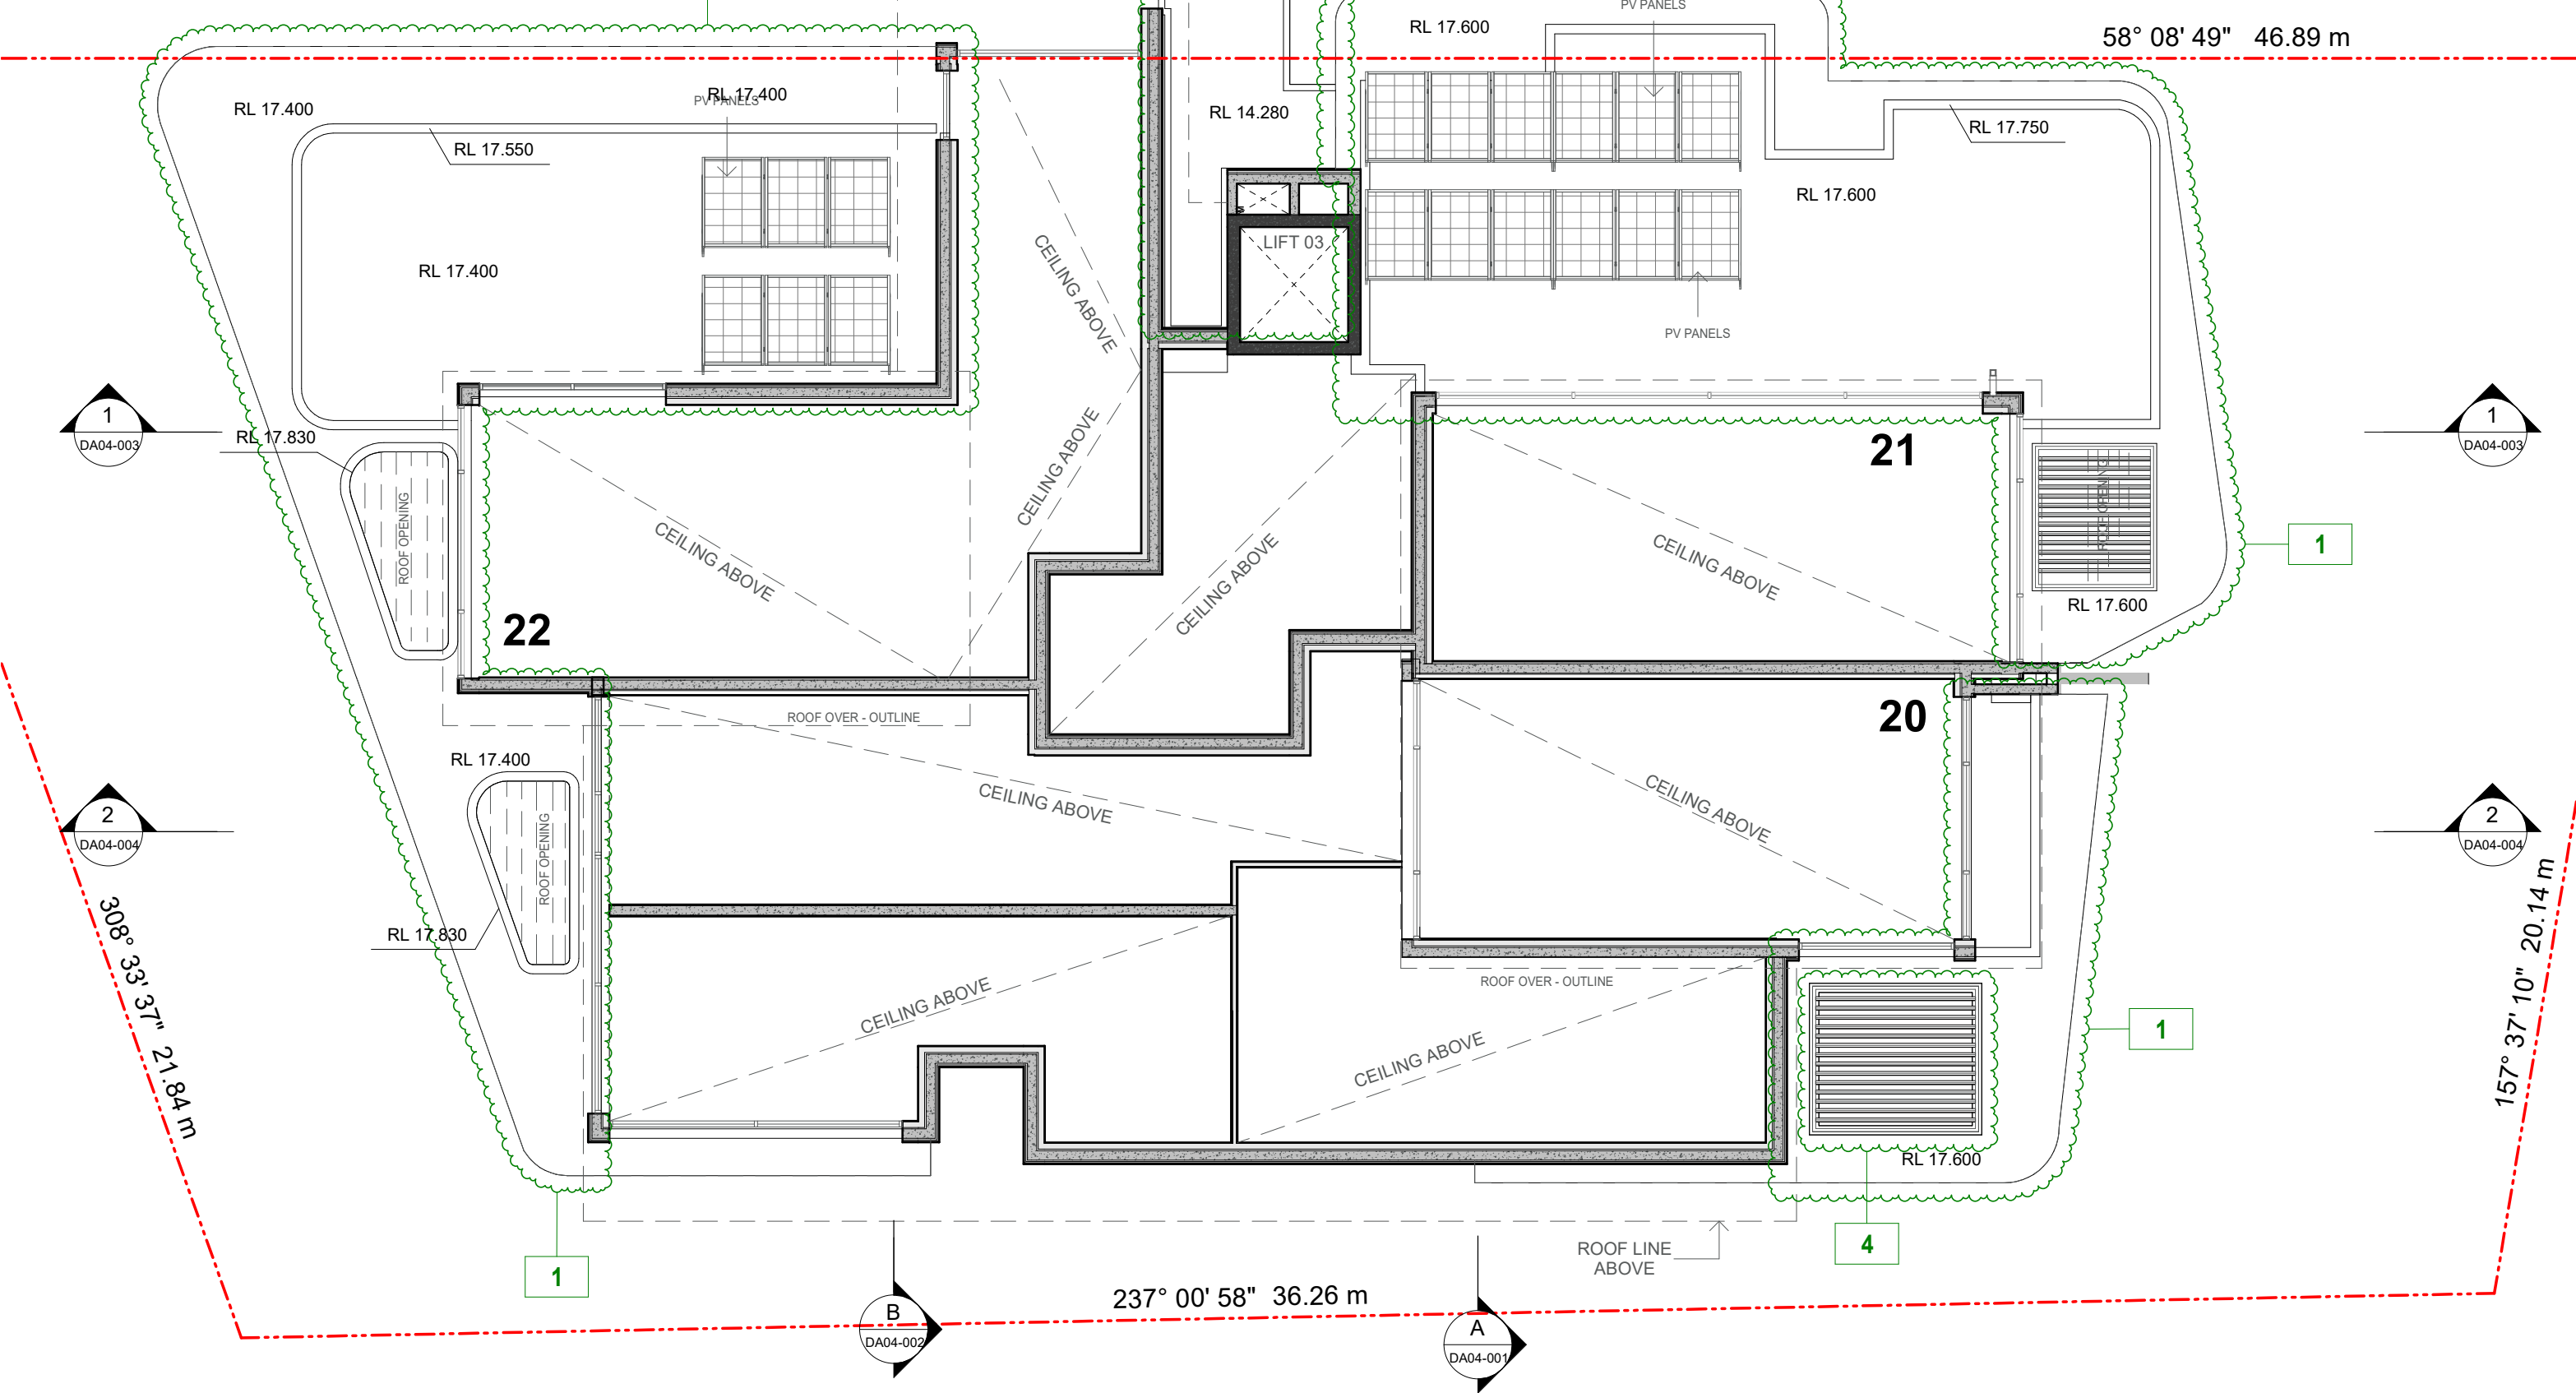 PV PANELS
RL 17.600
58° 08' 49" 46.89 m
RL 17.400
PV PANELS
RL 17.400
RL 14.280
RL 17.750
RL 17.550
RL 17.600
LIFT 03
CEILING ABOVE
RL 17.400
PV PANELS
1
DA04-003
RL 17.830
21
1
DA04-003
CEILING ABOVE
ROOF OPENING
ROOF OPENING
CEILING ABOVE
CEILING ABOVE
CEILING ABOVE
1
RL 17.600
22
ROOF OVER - OUTLINE
20
RL 17.400
CEILING ABOVE
CEILING ABOVE
2
DA04-004
2
DA04-004
ROOF OPENING
RL 17.830
308° 33' 37" 21.84 m
157° 37' 10" 20.14 m
ROOF OVER - OUTLINE
CEILING ABOVE
CEILING ABOVE
1
RL 17.600
4
ROOF LINE
ABOVE
1
237° 00' 58" 36.26 m
B
DA04-002
A
DA04-001